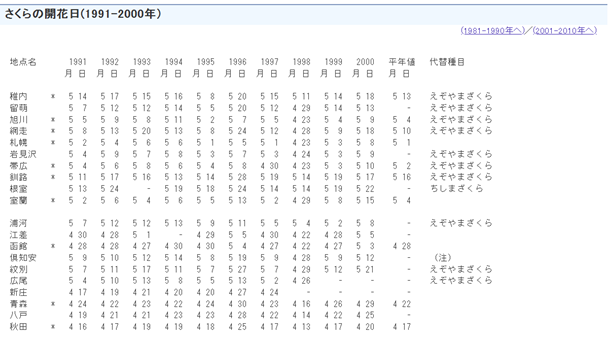 さくらの開花日(1991-2000年)
(1981-1990年へ)／(2001-2010年へ)
地点名 1991 1992 1993 1994 1995 1996 1997 1998 1999 2000 平年値 代替種目
月 日 月 日 月 日 月 日 月 日 月 日 月 日 月 日 月 日 月 日 月 日
稚内 * 5 14 5 17 5 15 5 16 5 8 5 20 5 15 5 11 5 14 5 18 5 13 えぞやまざくら
留萌 5 7 5 12 5 12 5 14 5 5 5 20 5 12 4 29 5 14 5 13 - えぞやまざくら
旭川 * 5 5 5 9 5 8 5 11 5 2 5 7 5 5 4 23 5 4 5 9 5 4 えぞやまざくら
網走 * 5 8 5 13 5 20 5 13 5 8 5 24 5 12 4 28 5 9 5 18 5 10 えぞやまざくら
札幌 * 5 2 5 4 5 6 5 6 5 1 5 5 5 1 4 23 5 3 5 8 5 1
岩見沢 5 4 5 9 5 7 5 8 5 3 5 7 5 3 4 24 5 3 5 9 - えぞやまざくら
帯広 * 5 4 5 6 5 8 5 6 5 4 5 8 4 30 4 23 5 3 5 10 5 2 えぞやまざくら
釧路 * 5 11 5 17 5 16 5 13 5 14 5 28 5 19 5 14 5 19 5 17 5 16 えぞやまざくら
根室 5 13 5 24 - 5 19 5 18 5 24 5 14 5 14 5 19 5 22 - ちしまざくら
室蘭 * 5 2 5 6 5 4 5 6 5 5 5 13 5 2 4 29 5 8 5 15 5 4
浦河 5 7 5 12 5 12 5 13 5 9 5 11 5 5 5 4 5 2 5 8 - えぞやまざくら
江差 4 30 4 28 5 1 - 4 29 5 5 4 30 4 22 4 28 5 5 -
函館 * 4 28 4 28 4 27 4 30 4 30 5 4 4 27 4 22 4 27 5 3 4 28
倶知安 5 9 5 10 5 12 5 14 5 8 5 19 5 9 4 28 5 9 5 12 - (注)
紋別 5 7 5 11 5 17 5 11 5 7 5 27 5 7 4 29 5 12 5 21 - えぞやまざくら
広尾 5 4 5 10 5 13 5 8 5 5 5 13 5 2 4 26 - - - えぞやまざくら
新庄 4 17 4 19 4 21 4 20 4 20 4 27 4 24 - - - -
青森 * 4 24 4 22 4 23 4 22 4 24 4 30 4 23 4 16 4 26 4 29 4 22
八戸 4 19 4 21 4 21 4 23 4 23 4 28 4 22 4 14 4 22 4 25 -
秋田 * 4 16 4 17 4 19 4 19 4 18 4 25 4 17 4 13 4 17 4 20 4 17